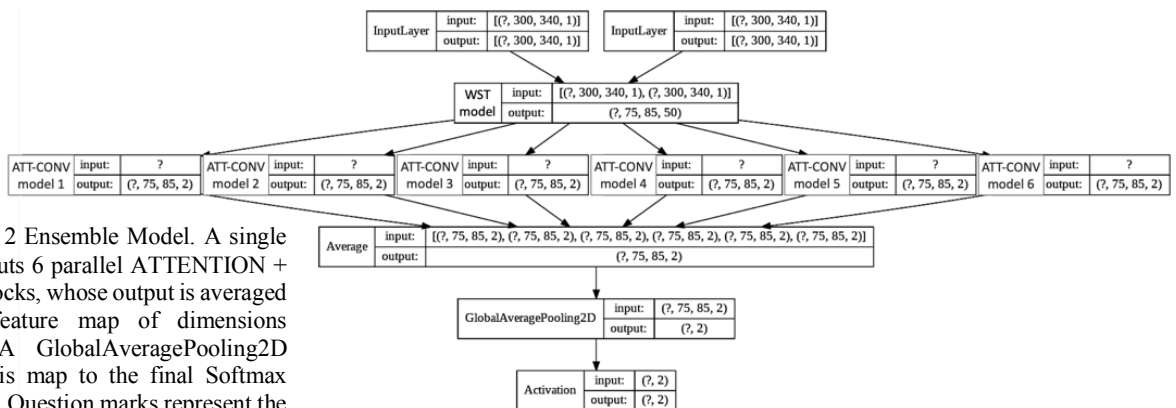 InputLayer input: [(?, 300, 340, 1)]
output: [(?, 300, 340, 1)]
InputLayer input: [(?, 300, 340, 1)]
output: [(?, 300, 340, 1)]
WST model input: [(?, 300, 340, 1), (?, 300, 340, 1)]
output: (?, 75, 85, 50)
ATT-CONV model 1 input: ?
output: (?, 75, 85, 2)
ATT-CONV model 2 input: ?
output: (?, 75, 85, 2)
ATT-CONV model 3 input: ?
output: (?, 75, 85, 2)
ATT-CONV model 4 input: ?
output: (?, 75, 85, 2)
ATT-CONV model 5 input: ?
output: (?, 75, 85, 2)
ATT-CONV model 6 input: ?
output: (?, 75, 85, 2)
Average input: [(?, 75, 85, 2), (?, 75, 85, 2), (?, 75, 85, 2), (?, 75, 85, 2), (?, 75, 85, 2), (?, 75, 85, 2)]
output: (?, 75, 85, 2)
GlobalAveragePooling2D input: (?, 75, 85, 2)
output: (?, 2)
Activation input: (?, 2)
output: (?, 2)
2 Ensemble Model. A single
uts 6 parallel ATTENTION +
ocks, whose output is averaged
feature map of dimensions
A GlobalAveragePooling2D
is map to the final Softmax
Question marks represent the